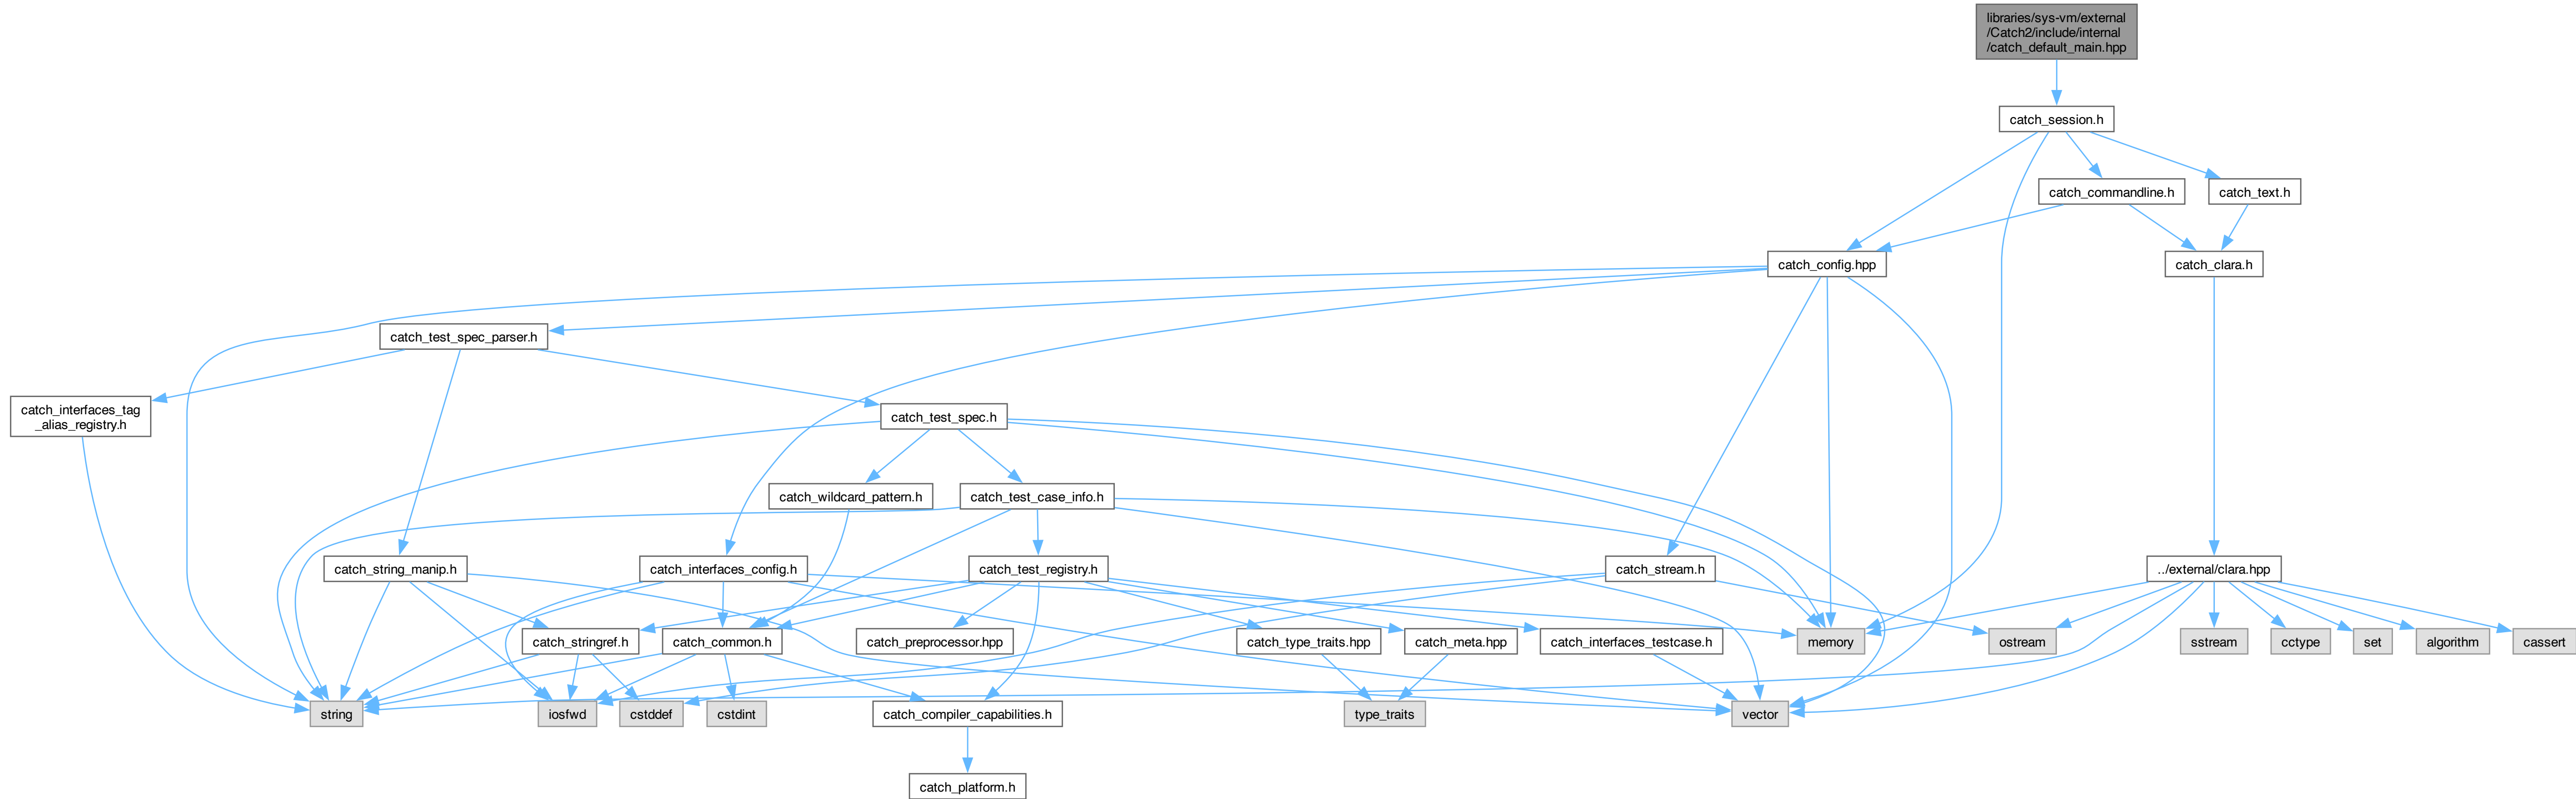 libraries/sys-vm/external
/Catch2/include/internal
/catch_default_main.hpp
catch_session.h
catch_commandline.h
catch_text.h
catch_config.hpp
catch_clara.h
catch_test_spec_parser.h
catch_interfaces_tag
_alias_registry.h
catch_test_spec.h
catch_wildcard_pattern.h
catch_test_case_info.h
catch_string_manip.h
catch_interfaces_config.h
catch_test_registry.h
catch_stream.h
../external/clara.hpp
catch_stringref.h
catch_common.h
catch_preprocessor.hpp
catch_type_traits.hpp
catch_meta.hpp
catch_interfaces_testcase.h
memory
ostream
sstream
cctype
set
algorithm
cassert
string
iosfwd
cstddef
cstdint
catch_compiler_capabilities.h
type_traits
vector
catch_platform.h